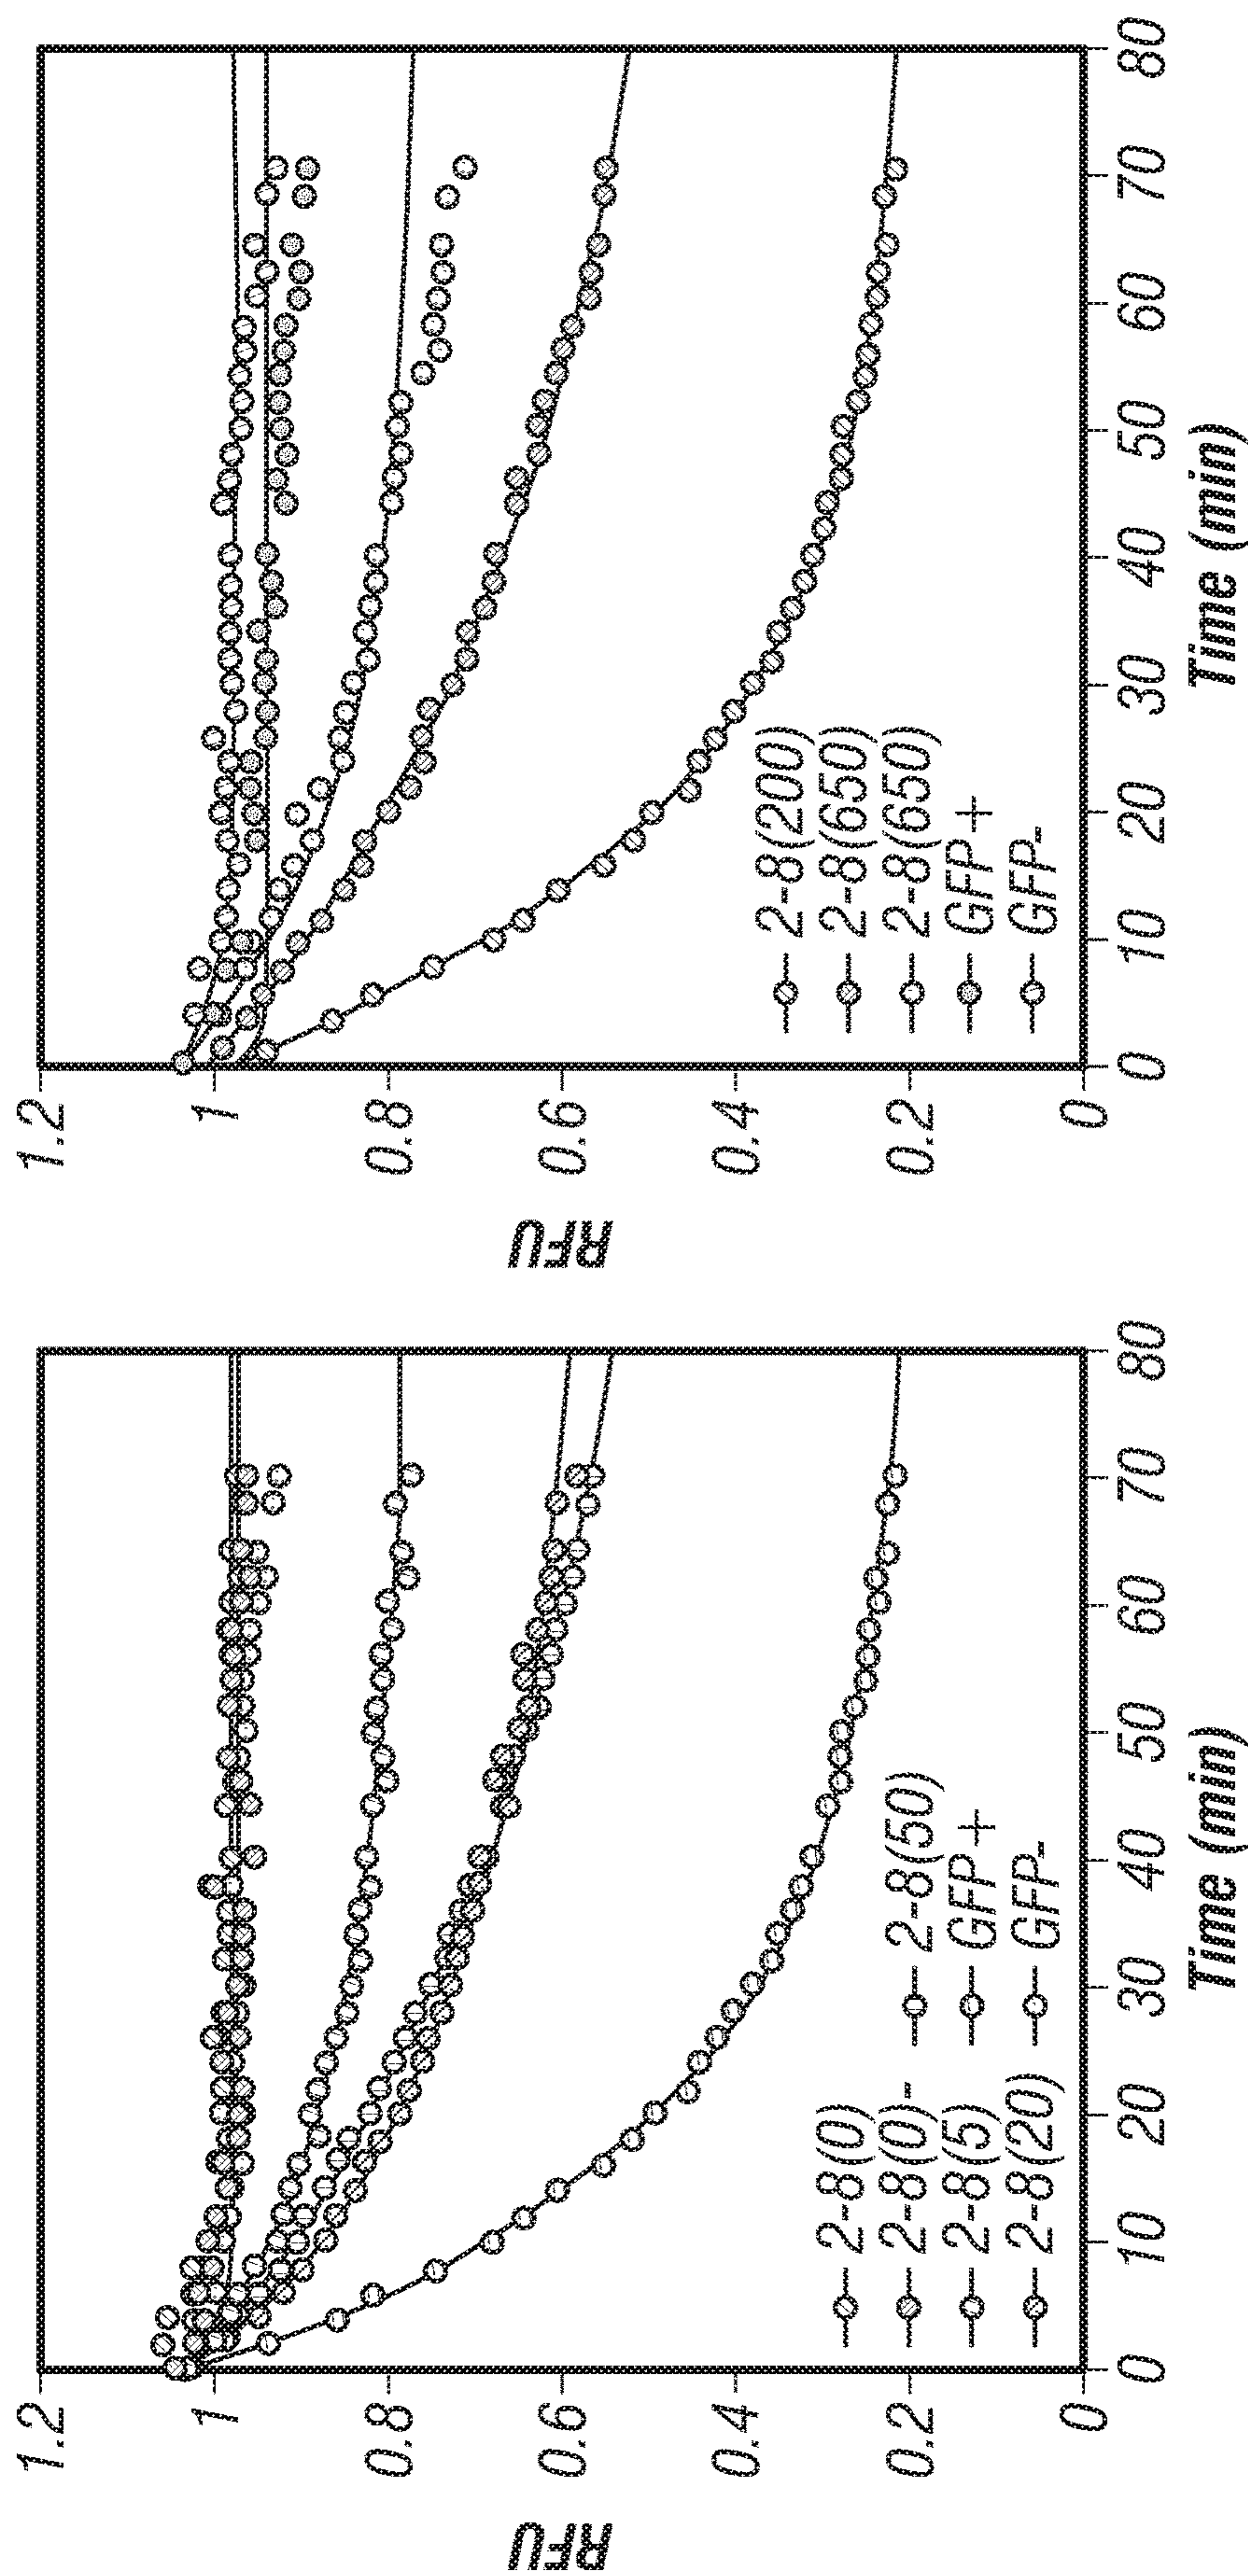 RFU
1.2
1
0.8
0.6
0.4
0.2
0
0 10 20 30 40 50 60 70 80
Time (min)
2-8(0)
2-8(0)-
2-8(5)
2-8(20)
2-8(50)
GFP+
GFP-
RFU
1.2
1
0.8
0.6
0.4
0.2
0
0 10 20 30 40 50 60 70 80
Time (min)
2-8(200)
2-8(650)
2-8(650)
GFP+
GFP-